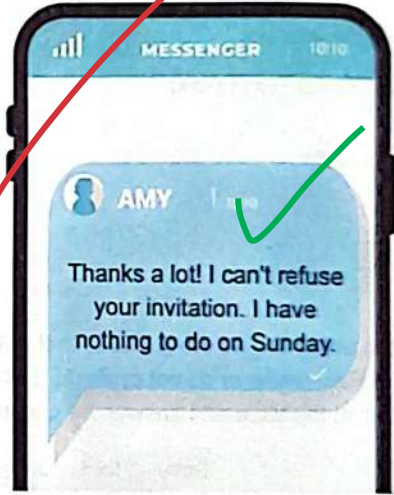 MESSENGER 10:10
AMY
Thanks a lot! I can't refuse
your invitation. I have
nothing to do on Sunday.